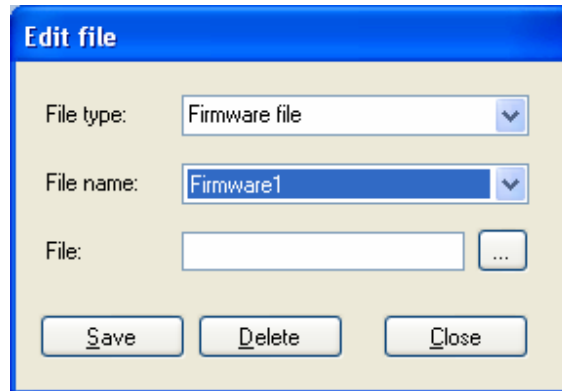 Edit file
File type: Firmware file
File name: Firmware1
File: ...
Save Delete Close